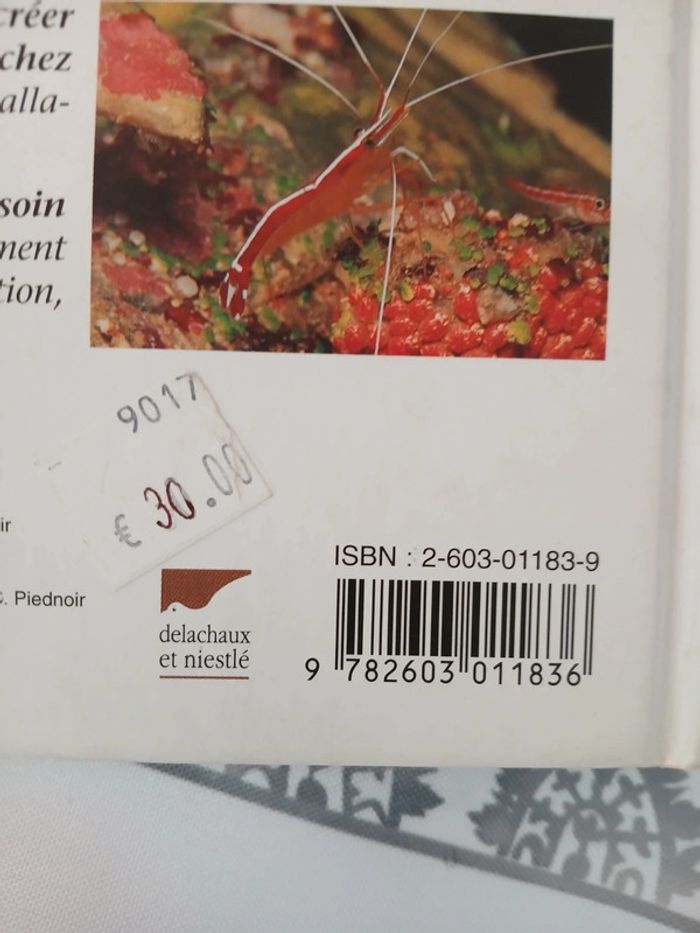 créer
chez
alla-
soin
ment
tion,
9017
€ 30.00
ir
. Piednoir
delachaux
et niestlé
ISBN : 2-603-01183-9
9 782603 011836